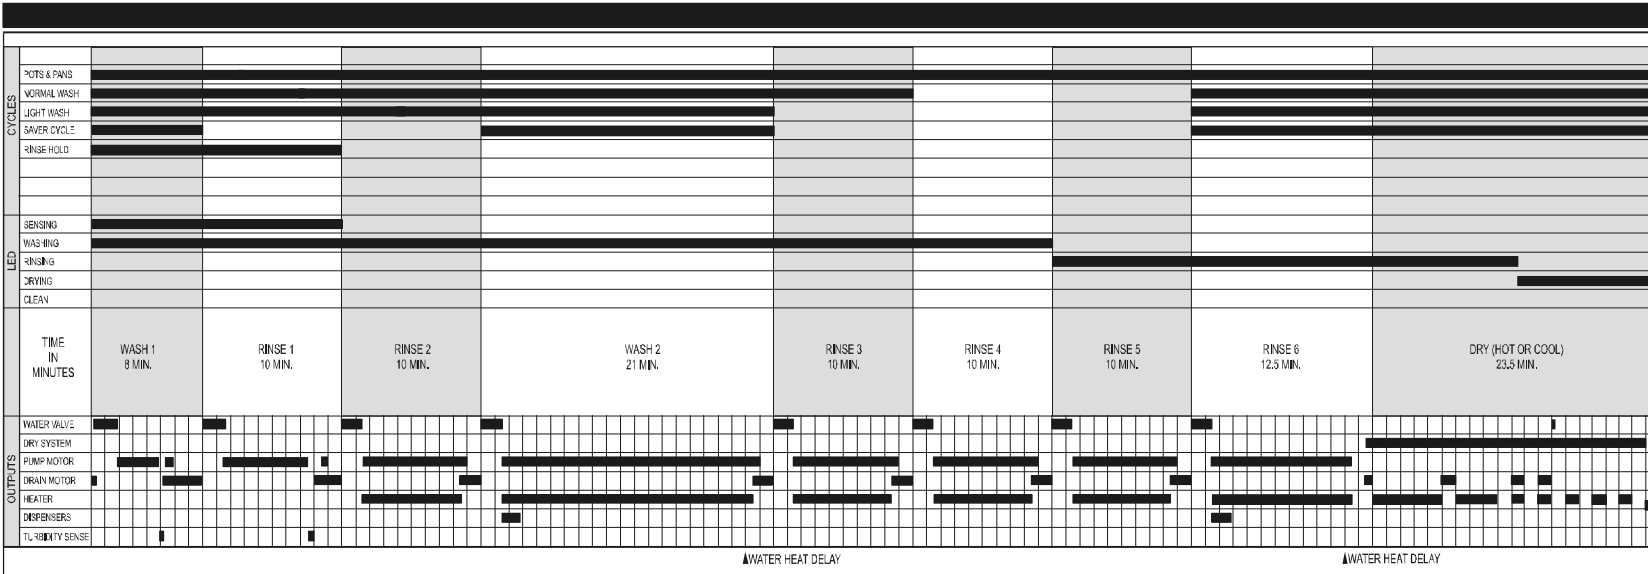 CYCLES
POTS & PANS
NORMAL WASH
LIGHT WASH
SAVER CYCLE
RINSE HOLD
LED
SENSING
WASHING
RINSING
DRYING
CLEAN
TIME
IN
MINUTES
WASH 1
8 MIN.
RINSE 1
10 MIN.
RINSE 2
10 MIN.
WASH 2
21 MIN.
RINSE 3
10 MIN.
RINSE 4
10 MIN.
RINSE 5
10 MIN.
RINSE 6
12.5 MIN.
DRY (HOT OR COOL)
23.5 MIN.
OUTPUTS
WATER VALVE
DRY SYSTEM
PUMP MOTOR
DRAIN MOTOR
HEATER
DISPENSERS
TURBIDITY SENSE
▲WATER HEAT DELAY
▲WATER HEAT DELAY